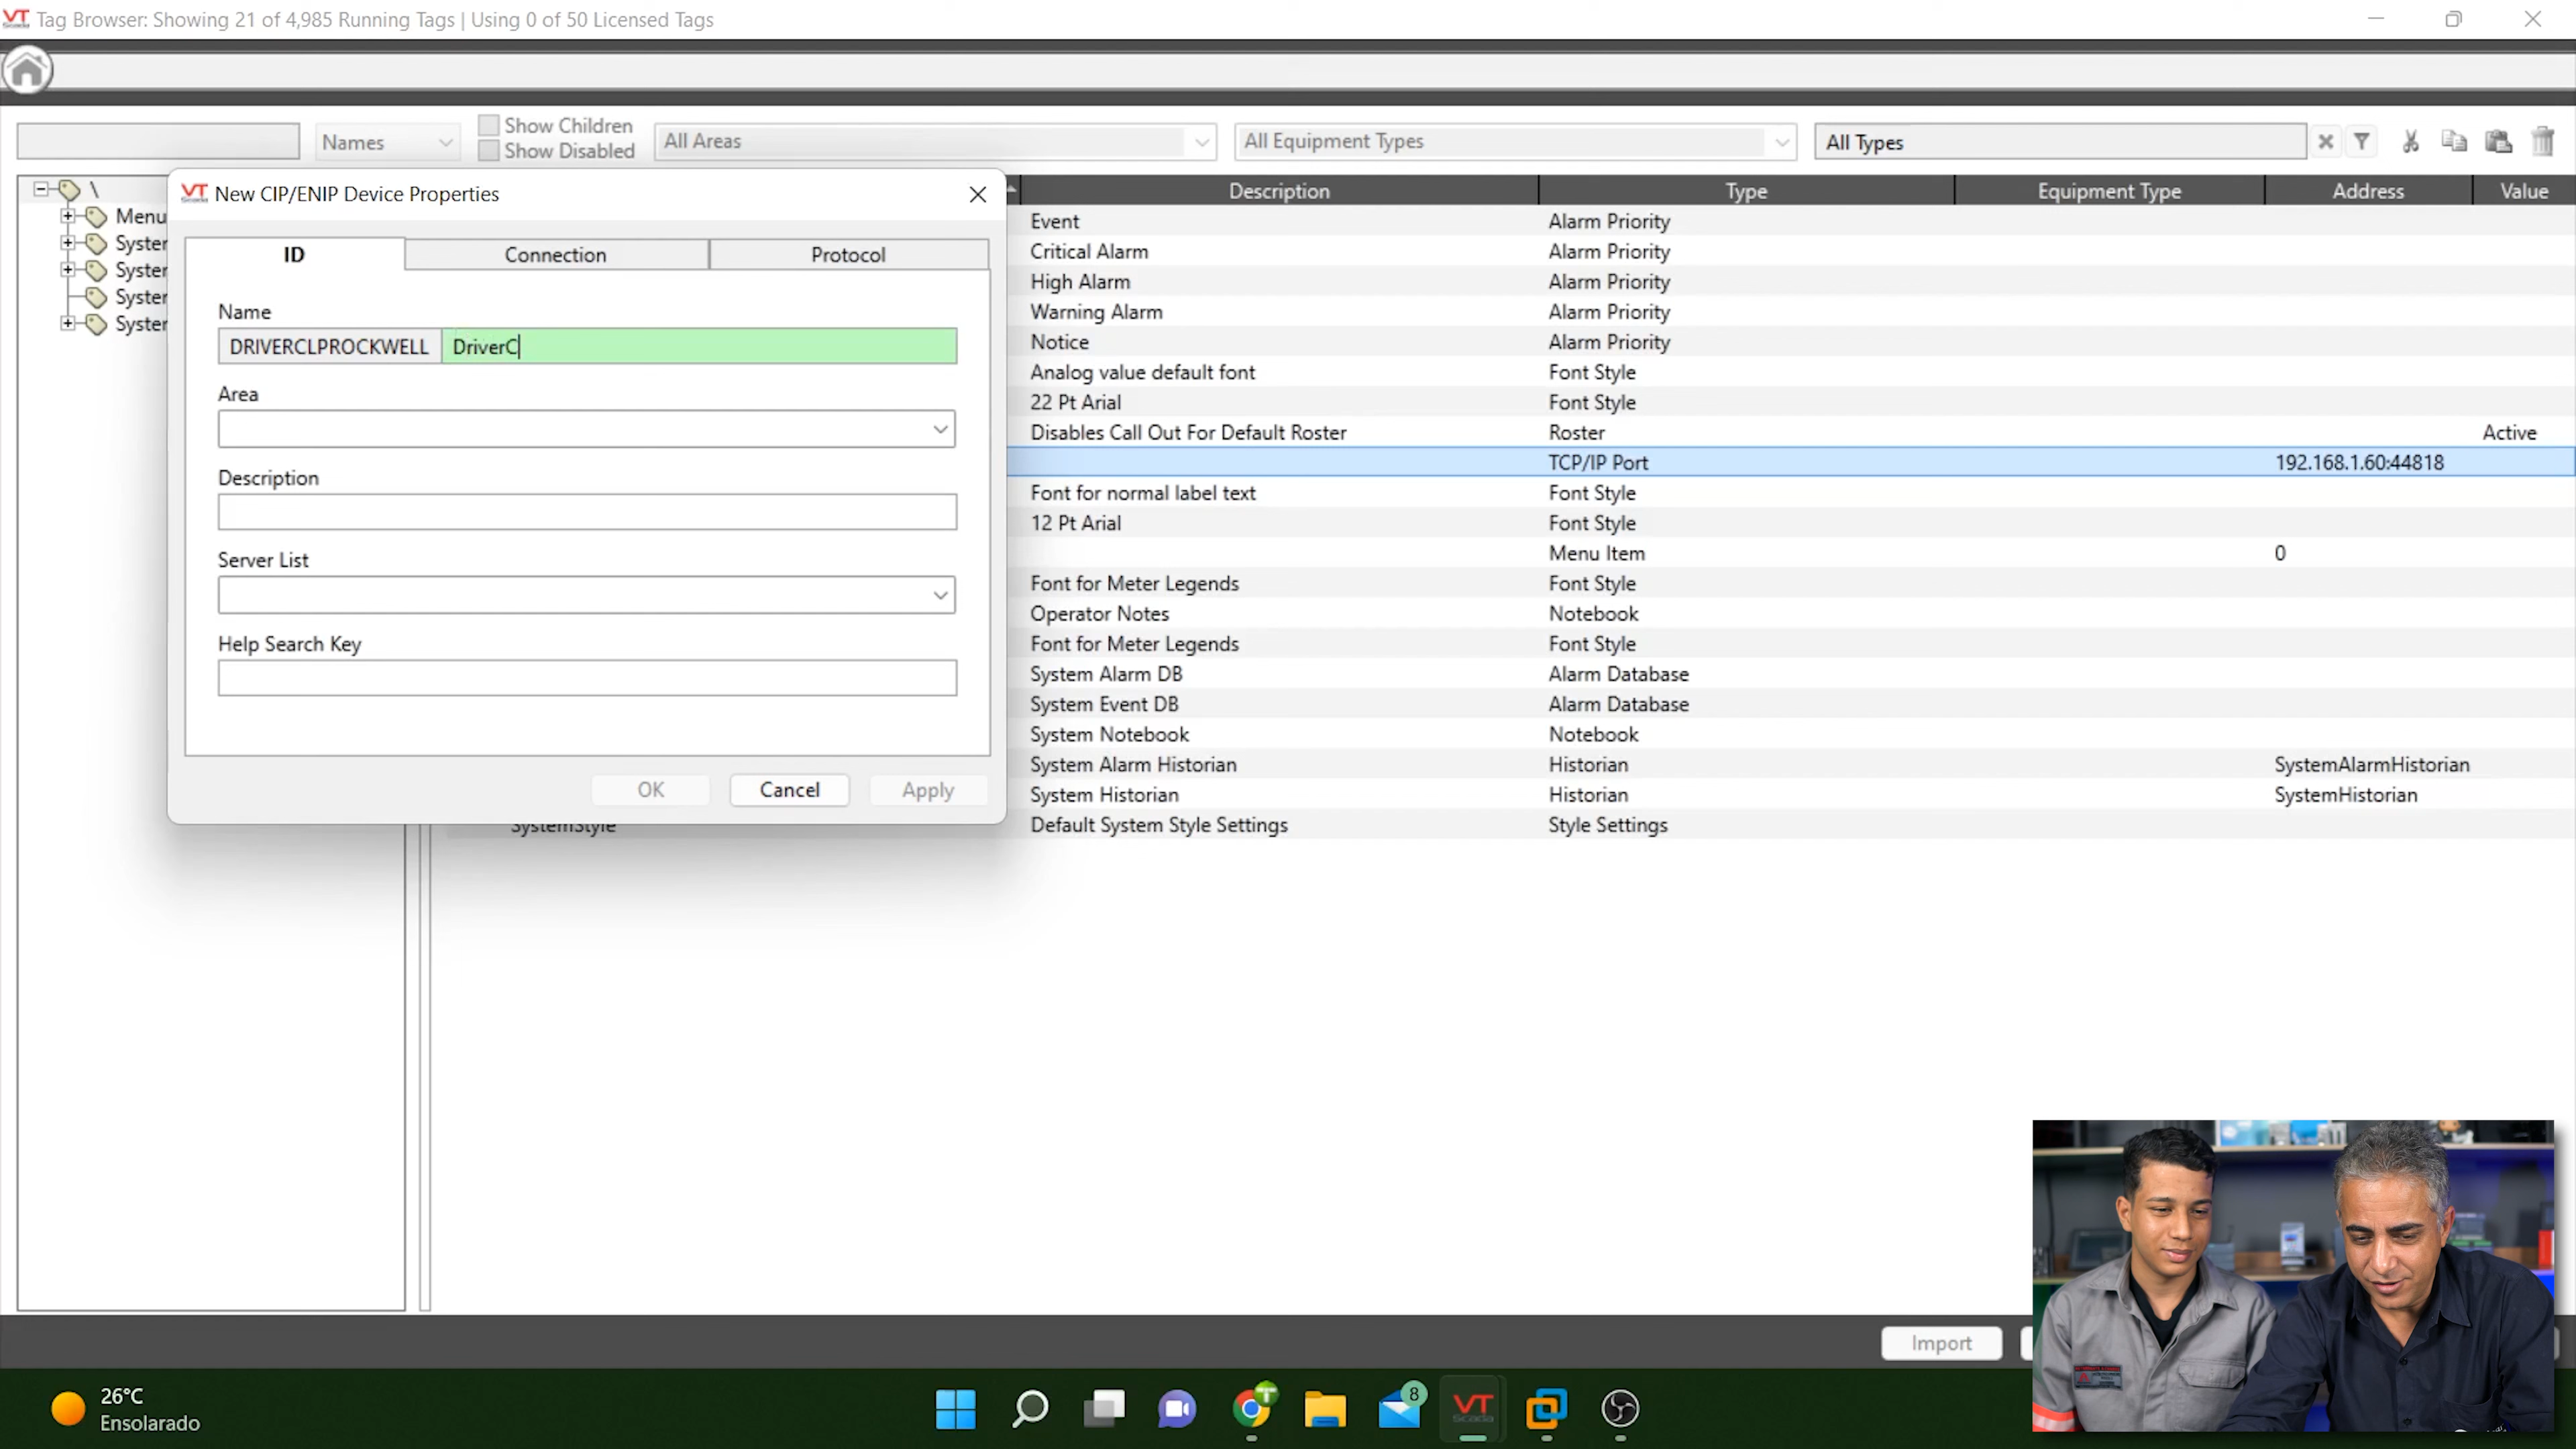 VT Scada Tag Browser: Showing 21 of 4,985 Running Tags | Using 0 of 50 Licensed Tags
Names
Show Children
Show Disabled
All Areas
All Equipment Types
All Types
\
Menu
Syster
Syster
Syster
Syster
VT Scada New CIP/ENIP Device Properties
ID Connection Protocol
Name
DRIVERCLPROCKWELL DriverC
Area
Description
Server List
Help Search Key
OK Cancel Apply
Description Type Equipment Type Address Value
Event Alarm Priority
Critical Alarm Alarm Priority
High Alarm Alarm Priority
Warning Alarm Alarm Priority
Notice Alarm Priority
Analog value default font Font Style
22 Pt Arial Font Style
Disables Call Out For Default Roster Roster Active
TCP/IP Port 192.168.1.60:44818
Font for normal label text Font Style
12 Pt Arial Font Style
Menu Item 0
Font for Meter Legends Font Style
Operator Notes Notebook
Font for Meter Legends Font Style
System Alarm DB Alarm Database
System Event DB Alarm Database
System Notebook Notebook
System Alarm Historian Historian SystemAlarmHistorian
System Historian Historian SystemHistorian
SystemStyle Default System Style Settings Style Settings
Import
26°C
Ensolarado
T
8
VT Scada